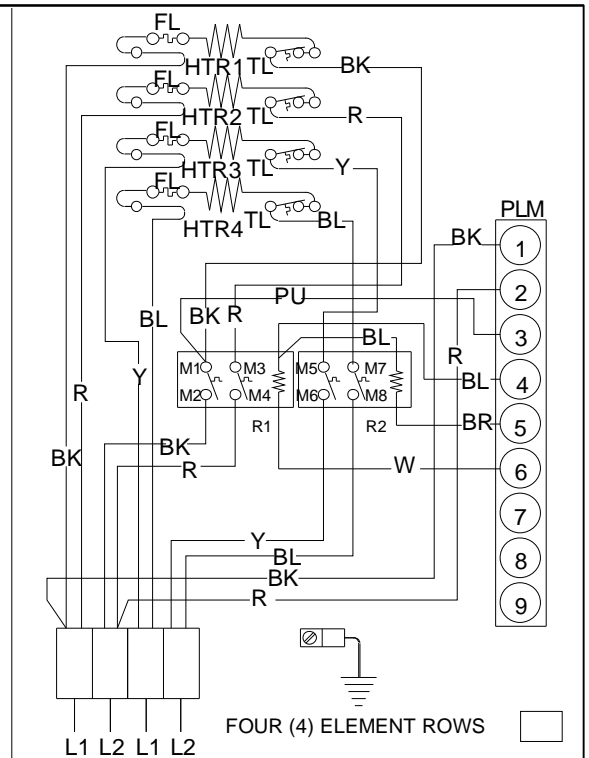 FL
HTR1 TL BK
FL
HTR2 TL R
FL
HTR3 TL Y
FL
HTR4 TL BL
PLM
BK 1
2
PU
3
BL BK R BL R
Y
R
M1 M3 M5 M7
M2 M4 M6 M8
BL 4
R1 R2
BR 5
BK
BK
R
W 6
7
Y
BL
BK
8
R
9
L1 L2 L1 L2
FOUR (4) ELEMENT ROWS